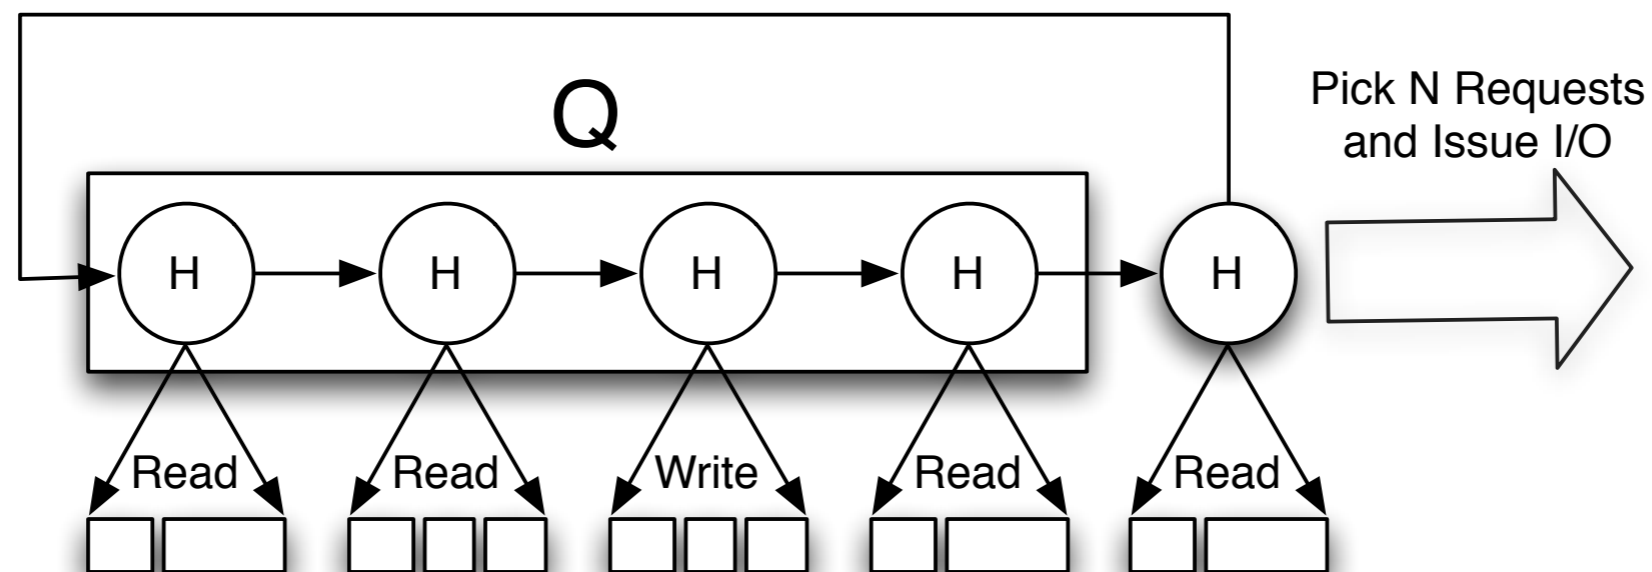 Q
Pick N Requests
and Issue I/O
H
H
H
H
H
Read
Read
Write
Read
Read